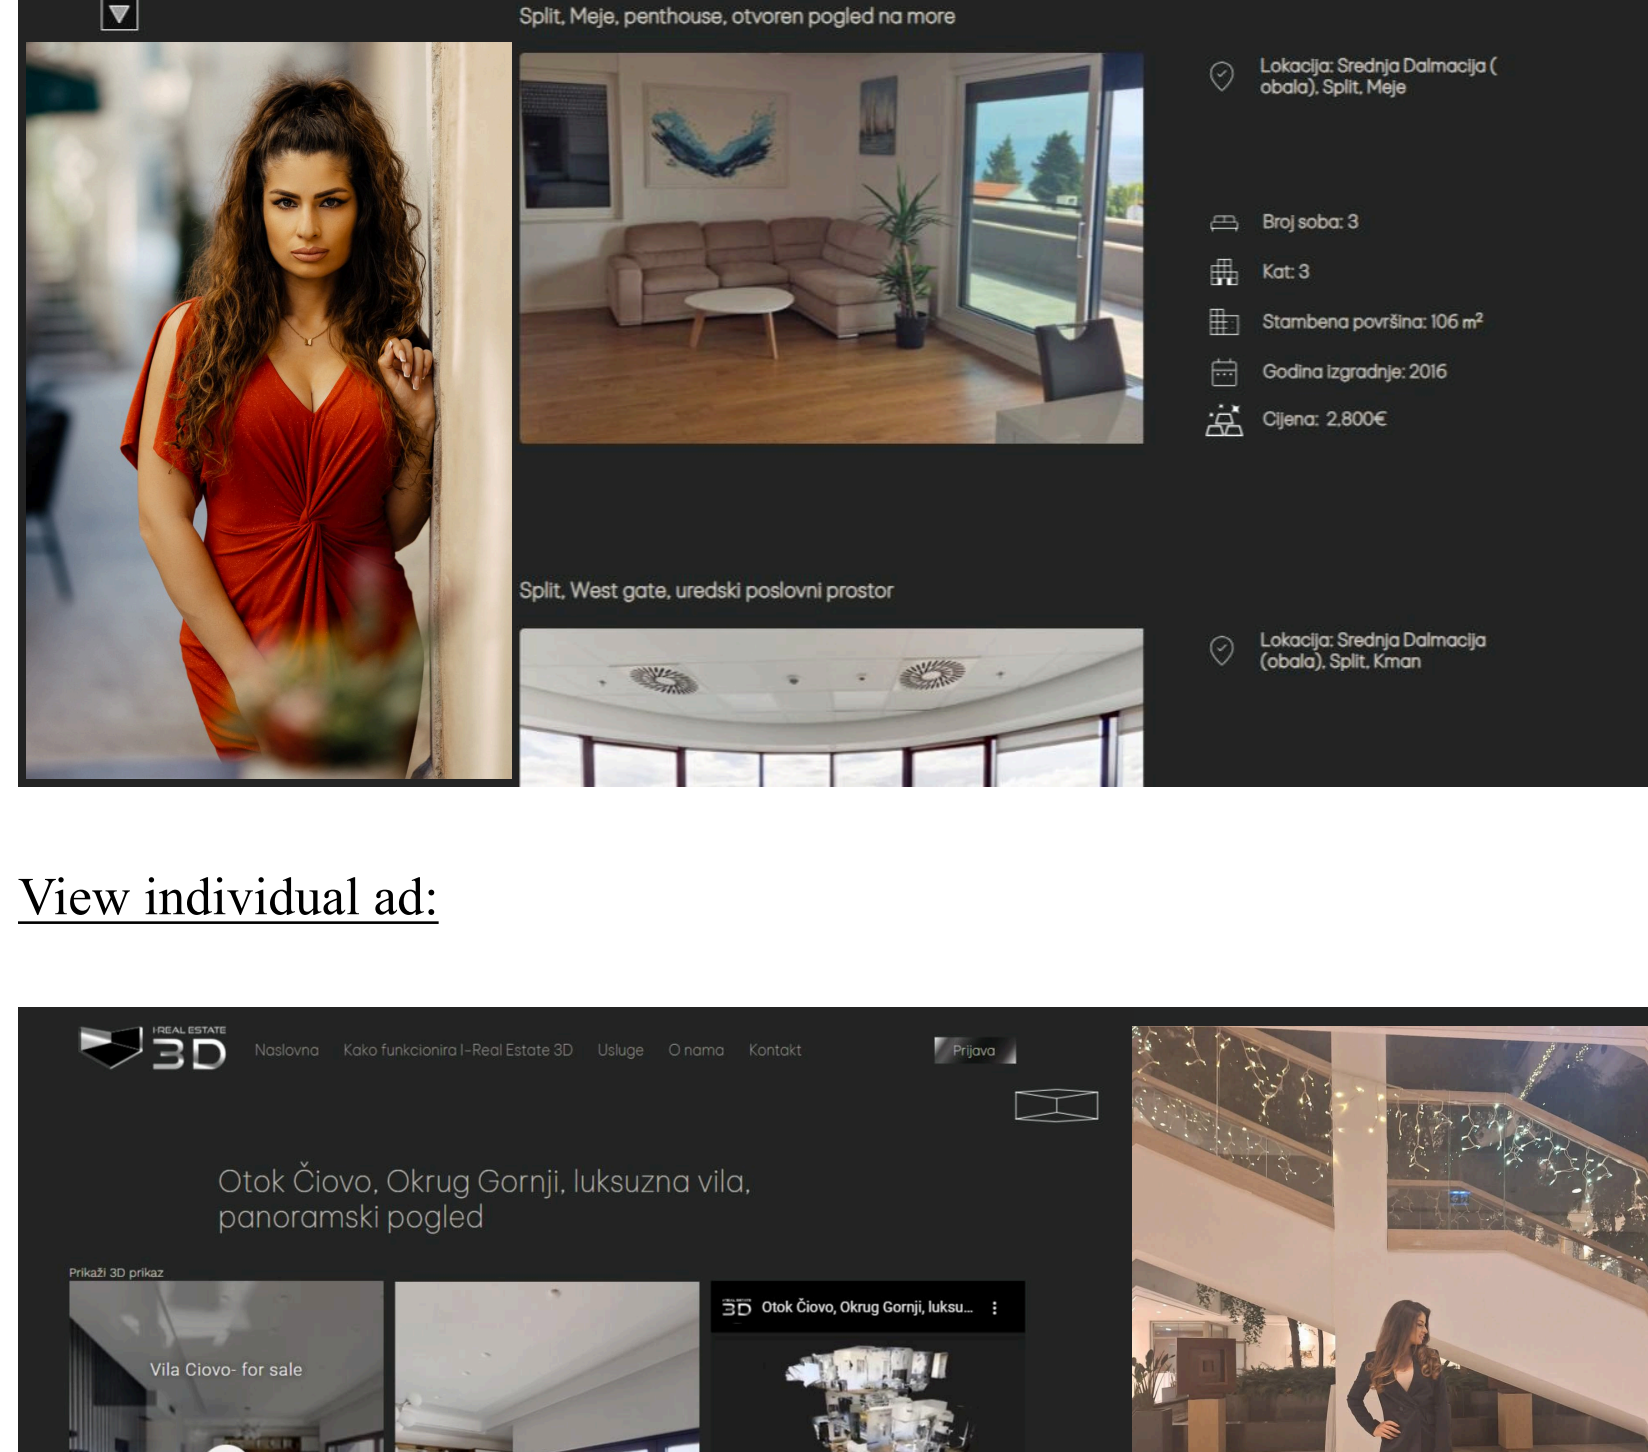 Split, Meje, penthouse, otvoren pogled na more
Lokacija: Srednja Dalmacija (
obala), Split, Meje
Broj soba: 3
Kat: 3
Stambena površina: 106 m²
Godina izgradnje: 2016
Cijena: 2,800€
Split, West gate, uredski poslovni prostor
Lokacija: Srednja Dalmacija
(obala), Split, Kman
View individual ad:
I-REAL ESTATE
3D
Naslovna Kako funkcionira I-Real Estate 3D Usluge O nama Kontakt
Prijava
Otok Čiovo, Okrug Gornji, luksuzna vila,
panoramski pogled
Prikaži 3D prikaz
Vila Ciovo- for sale
3D Otok Čiovo, Okrug Gornji, luksu...